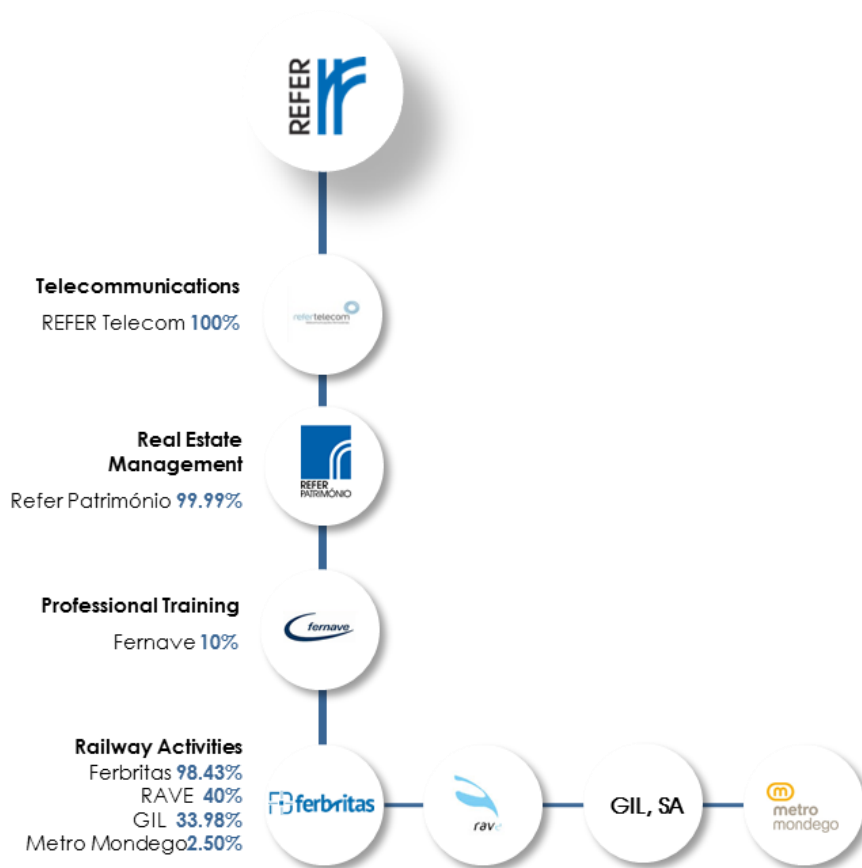 REFER
Telecommunications
REFER Telecom 100%
refertelecom
Real Estate
Management
Refer Património 99.99%
REFER
PATRIMÓNIO
Professional Training
Fernave 10%
fernave
Railway Activities
Ferbritas 98.43%
RAVE 40%
GIL 33.98%
Metro Mondego2.50%
ferbritas
rave
GIL, SA
metro
mondego